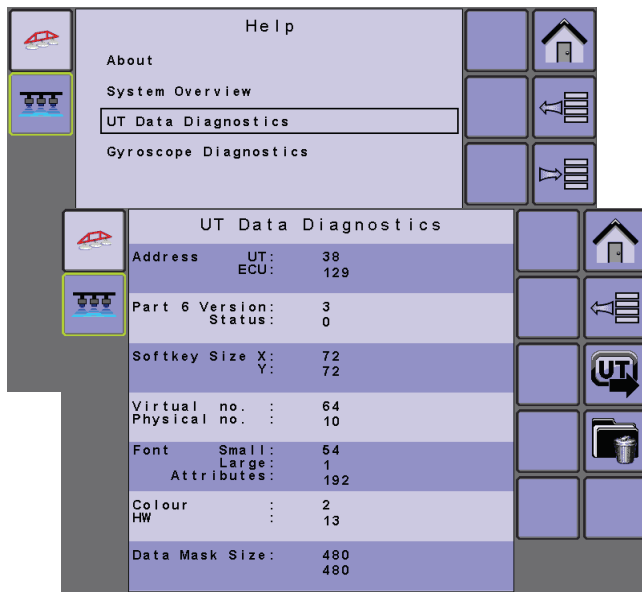 Help
About
System Overview
UT Data Diagnostics
Gyroscope Diagnostics
UT Data Diagnostics
Address UT: 38
ECU: 129
Part 6 Version: 3
Status: 0
Softkey Size X: 72
Y: 72
Virtual no. : 64
Physical no. : 10
Font Small: 54
Large: 1
Attributes: 192
Colour : 2
HW : 13
Data Mask Size: 480
480
UT